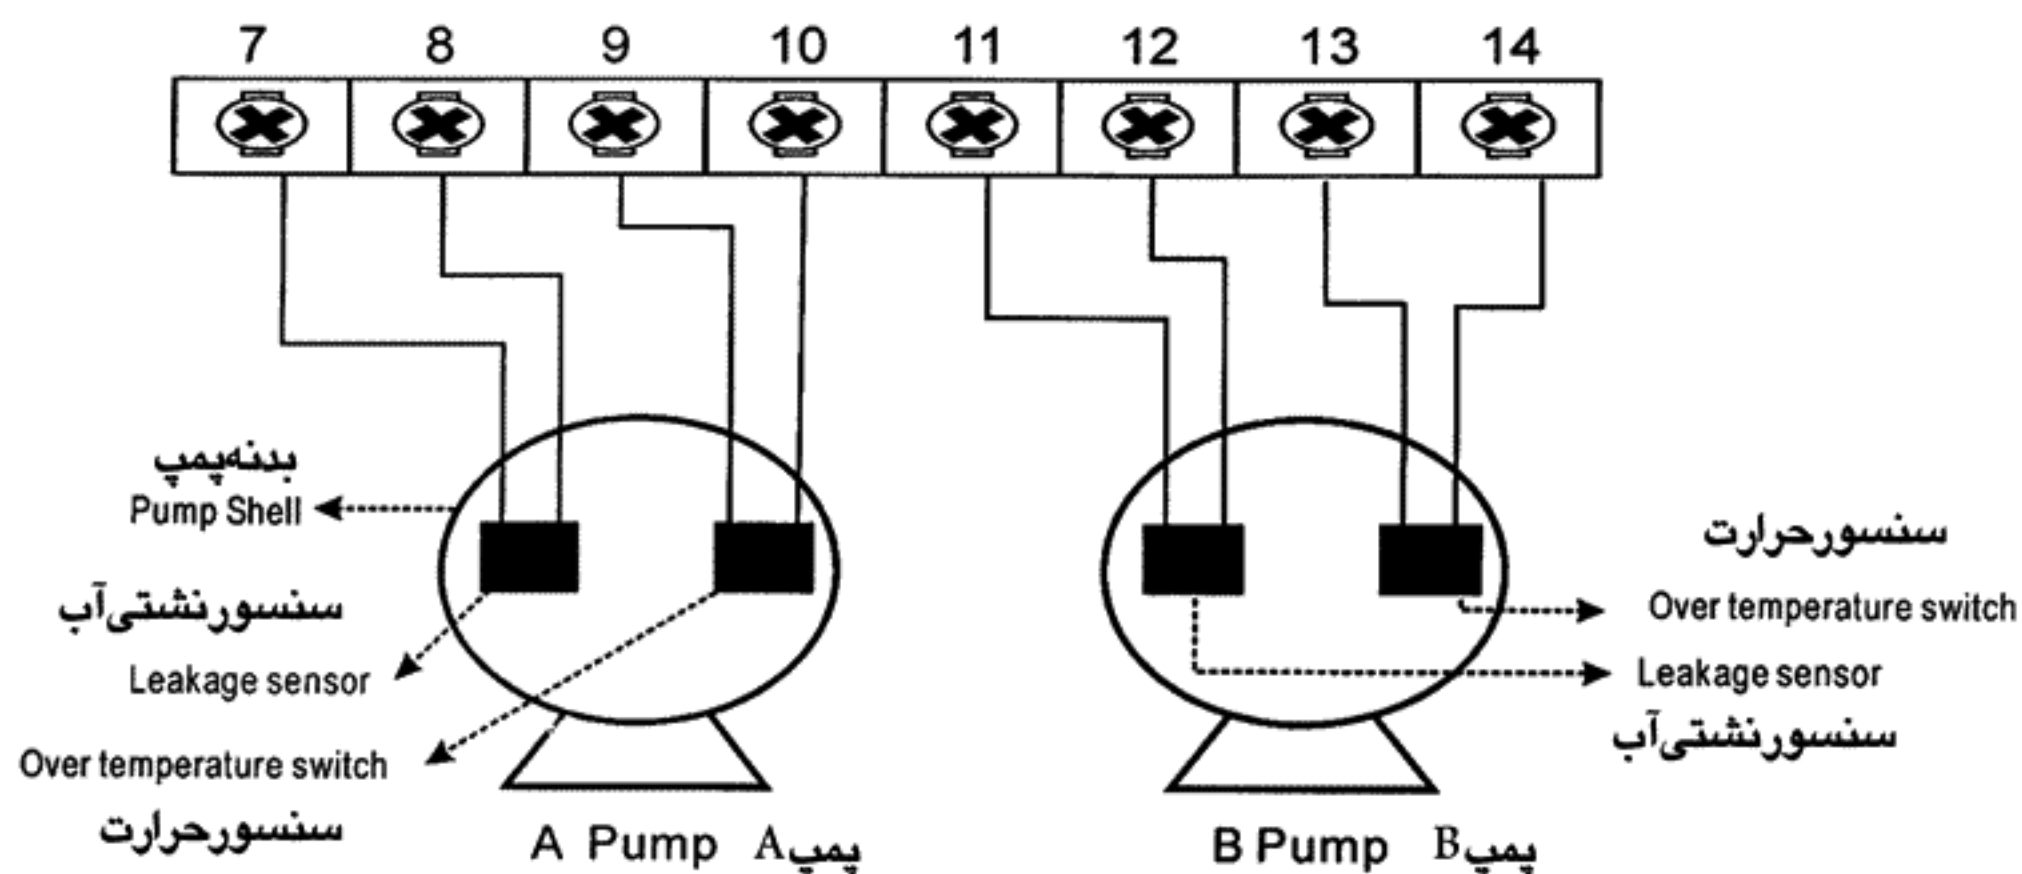 7 8 9 10 11 12 13 14
بدنه‌پمپ
Pump Shell
سنسورنشتی‌آب
Leakage sensor
Over temperature switch
سنسورحرارت
A Pump پمپA
سنسورحرارت
Over temperature switch
Leakage sensor
سنسورنشتی‌آب
B Pump پمپB